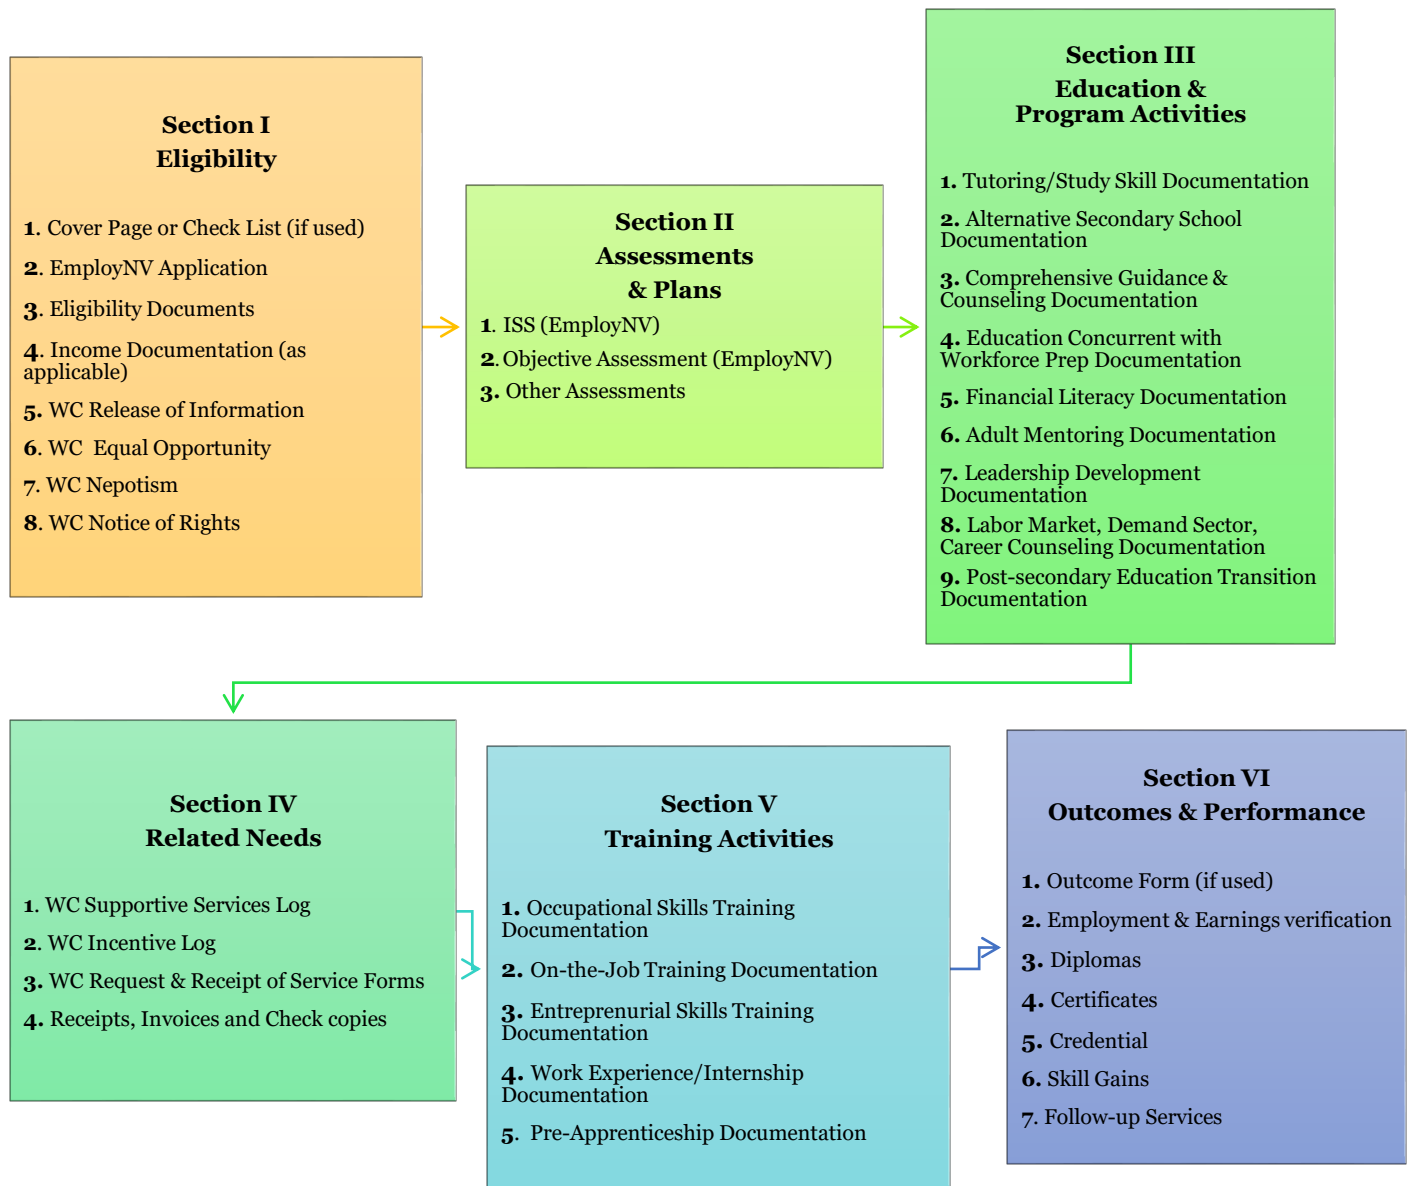 Section I
Eligibility
1. Cover Page or Check List (if used)
2. EmployNV Application
3. Eligibility Documents
4. Income Documentation (as
applicable)
5. WC Release of Information
6. WC  Equal Opportunity
7. WC Nepotism
8. WC Notice of Rights
Section II
Assessments
& Plans
1. ISS (EmployNV)
2. Objective Assessment (EmployNV)
3. Other Assessments
Section III
Education &
Program Activities
1. Tutoring/Study Skill Documentation
2. Alternative Secondary School
Documentation
3. Comprehensive Guidance &
Counseling Documentation
4. Education Concurrent with
Workforce Prep Documentation
5. Financial Literacy Documentation
6. Adult Mentoring Documentation
7. Leadership Development
Documentation
8. Labor Market, Demand Sector,
Career Counseling Documentation
9. Post-secondary Education Transition
Documentation
Section IV
Related Needs
1. WC Supportive Services Log
2. WC Incentive Log
3. WC Request & Receipt of Service Forms
4. Receipts, Invoices and Check copies
Section V
Training Activities
1. Occupational Skills Training
Documentation
2. On-the-Job Training Documentation
3. Entreprenurial Skills Training
Documentation
4. Work Experience/Internship
Documentation
5.  Pre-Apprenticeship Documentation
Section VI
Outcomes & Performance
1. Outcome Form (if used)
2. Employment & Earnings verification
3. Diplomas
4. Certificates
5. Credential
6. Skill Gains
7. Follow-up Services